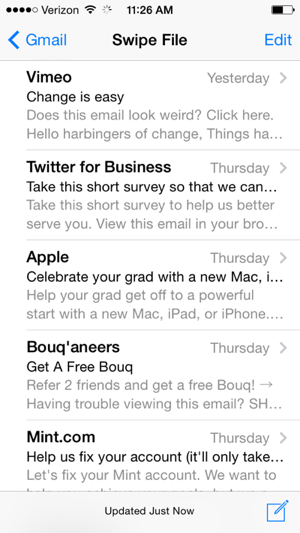 Verizon 11:26 AM
Gmail Swipe File Edit
Vimeo Yesterday
Change is easy
Does this email look weird? Click here.
Hello harbingers of change, Things ha...
Twitter for Business Thursday
Take this short survey so that we can...
Take this short survey to help us better
serve you. View this email in your bro...
Apple Thursday
Celebrate your grad with a new Mac, i...
Help your grad get off to a powerful
start with a new Mac, iPad, or iPhone....
Bouq'aneers Thursday
Get A Free Bouq
Refer 2 friends and get a free Bouq! →
Having trouble viewing this email? SH...
Mint.com Thursday
Help us fix your account (it'll only take...
Let's fix your Mint account. We want to
Updated Just Now